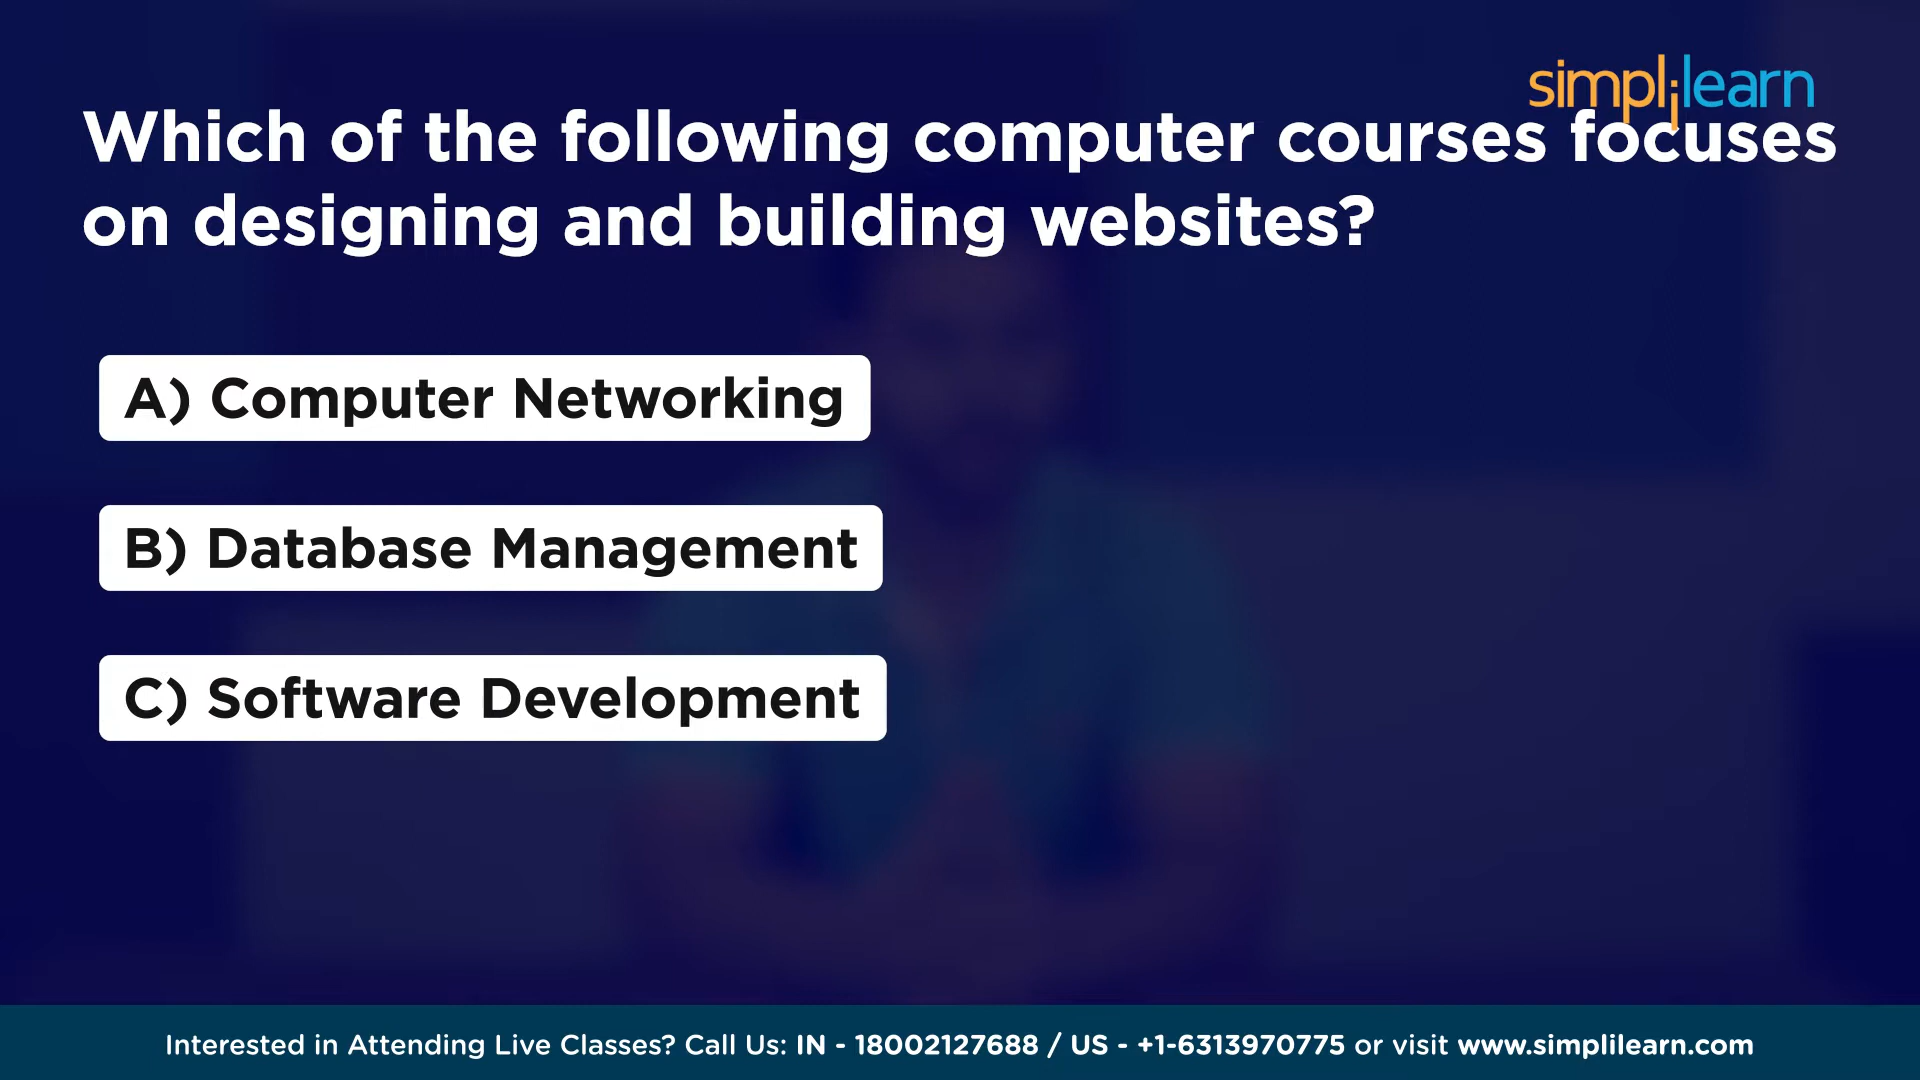 simplilearn
Which of the following computer courses focuses
on designing and building websites?
A) Computer Networking
B) Database Management
C) Software Development
Interested in Attending Live Classes? Call Us: IN - 18002127688 / US - +1-6313970775 or visit www.simplilearn.com